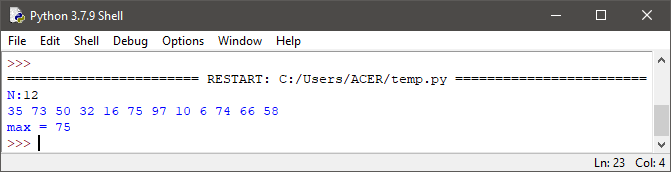 Python 3.7.9 Shell
File Edit Shell Debug Options Window Help
>>>
======================== RESTART: C:/Users/ACER/temp.py ========================
N:12
35 73 50 32 16 75 97 10 6 74 66 58
max = 75
>>>
Ln: 23 Col: 4